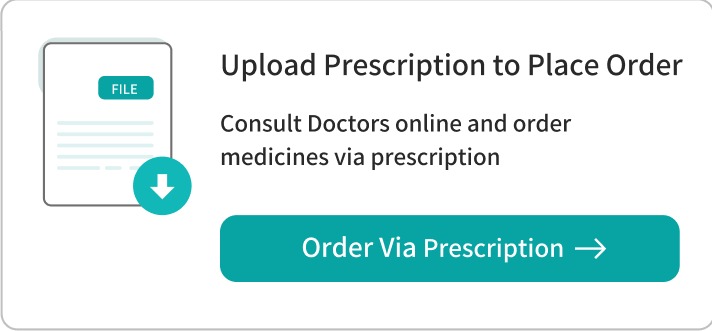 FILE
Upload Prescription to Place Order
Consult Doctors online and order
medicines via prescription
Order Via Prescription →